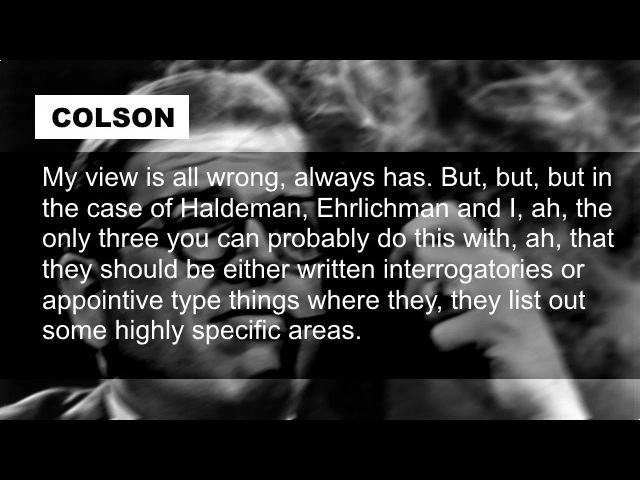 COLSON
My view is all wrong, always has. But, but, but in
the case of Haldeman, Ehrlichman and I, ah, the
only three you can probably do this with, ah, that
they should be either written interrogatories or
appointive type things where they, they list out
some highly specific areas.